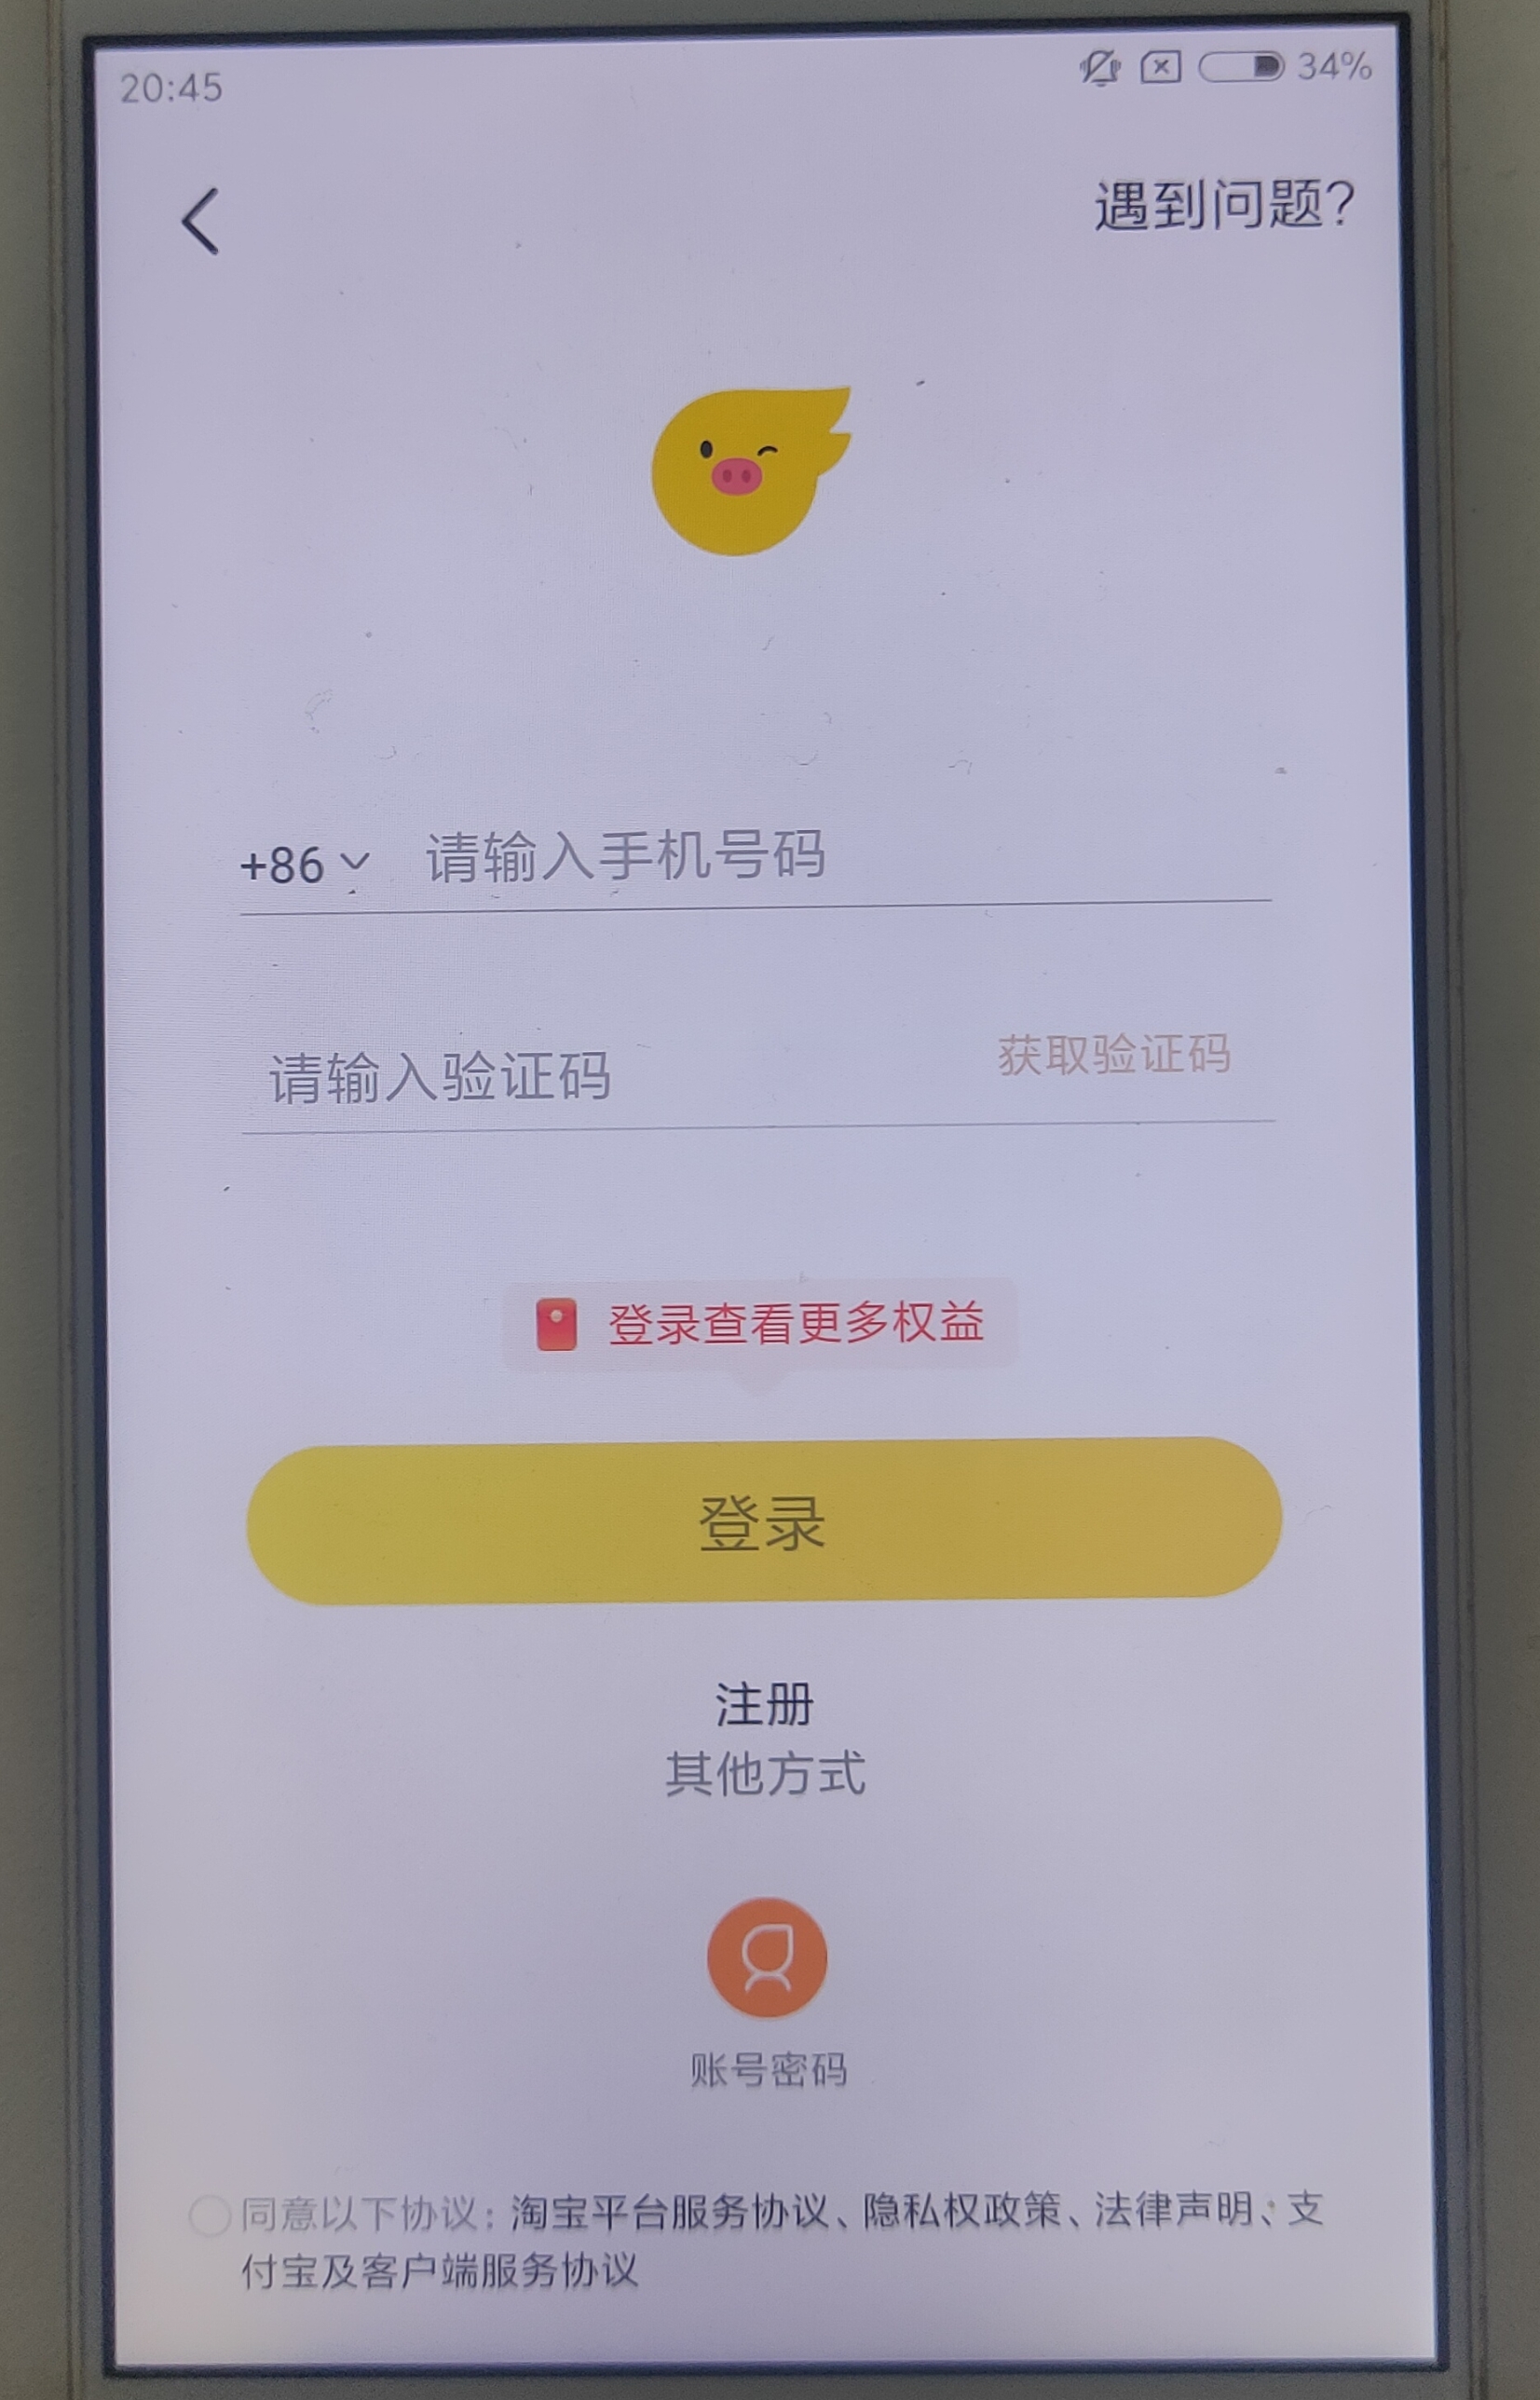 20:45
34%
遇到问题?
+86 请输入手机号码
请输入验证码 获取验证码
登录查看更多权益
登录
注册
其他方式
账号密码
同意以下协议:淘宝平台服务协议、隐私权政策、法律声明、支
付宝及客户端服务协议